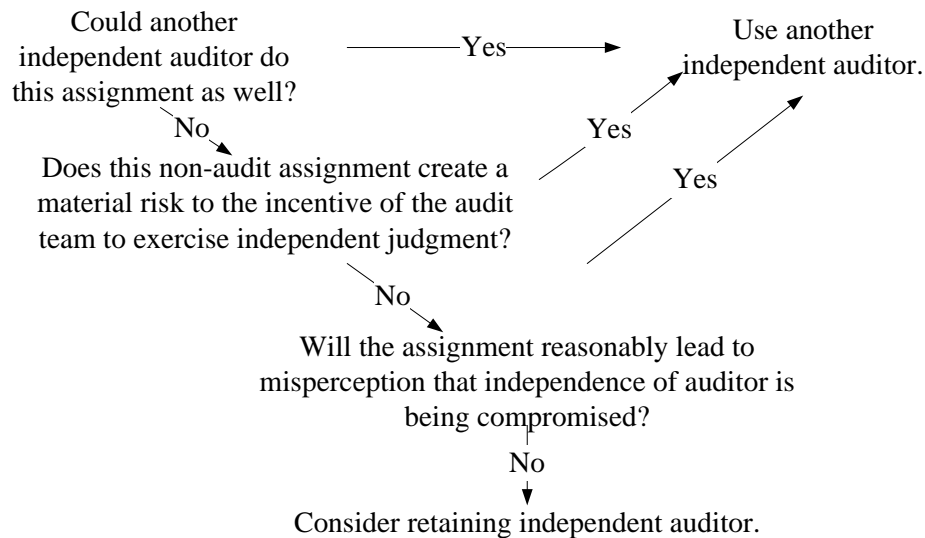 Could another
independent auditor do
this assignment as well?
Yes
Use another
independent auditor.
No
Yes
Does this non-audit assignment create a
material risk to the incentive of the audit
team to exercise independent judgment?
Yes
No
Will the assignment reasonably lead to
misperception that independence of auditor is
being compromised?
No
Consider retaining independent auditor.